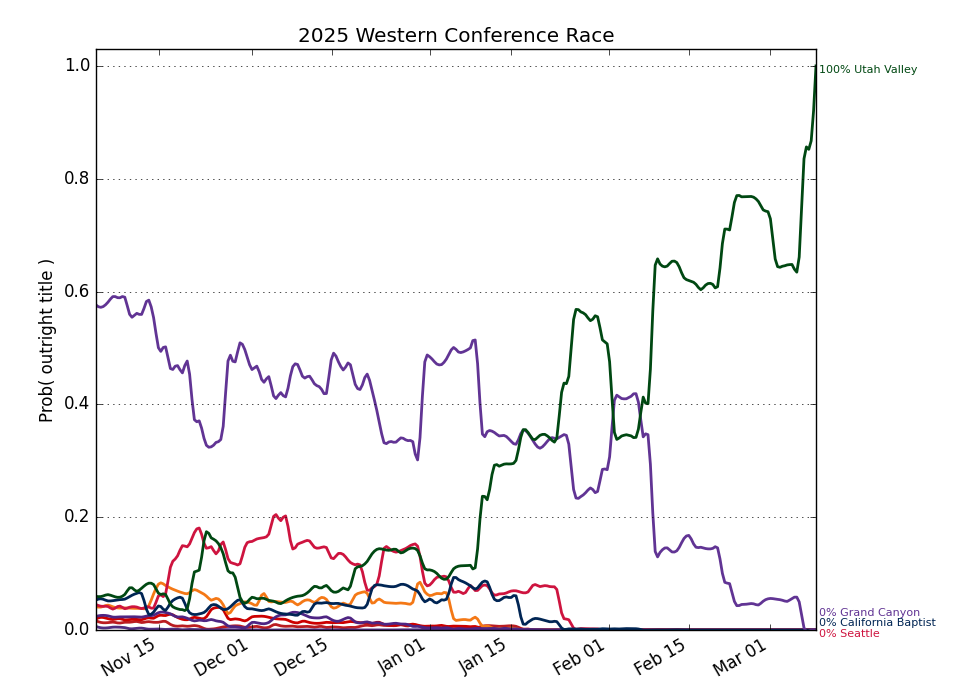 2025 Western Conference Race
Prob( outright title )
1.0
0.8
0.6
0.4
0.2
0.0
100% Utah Valley
0% Grand Canyon
0% California Baptist
0% Seattle
Nov 15
Dec 01
Dec 15
Jan 01
Jan 15
Feb 01
Feb 15
Mar 01